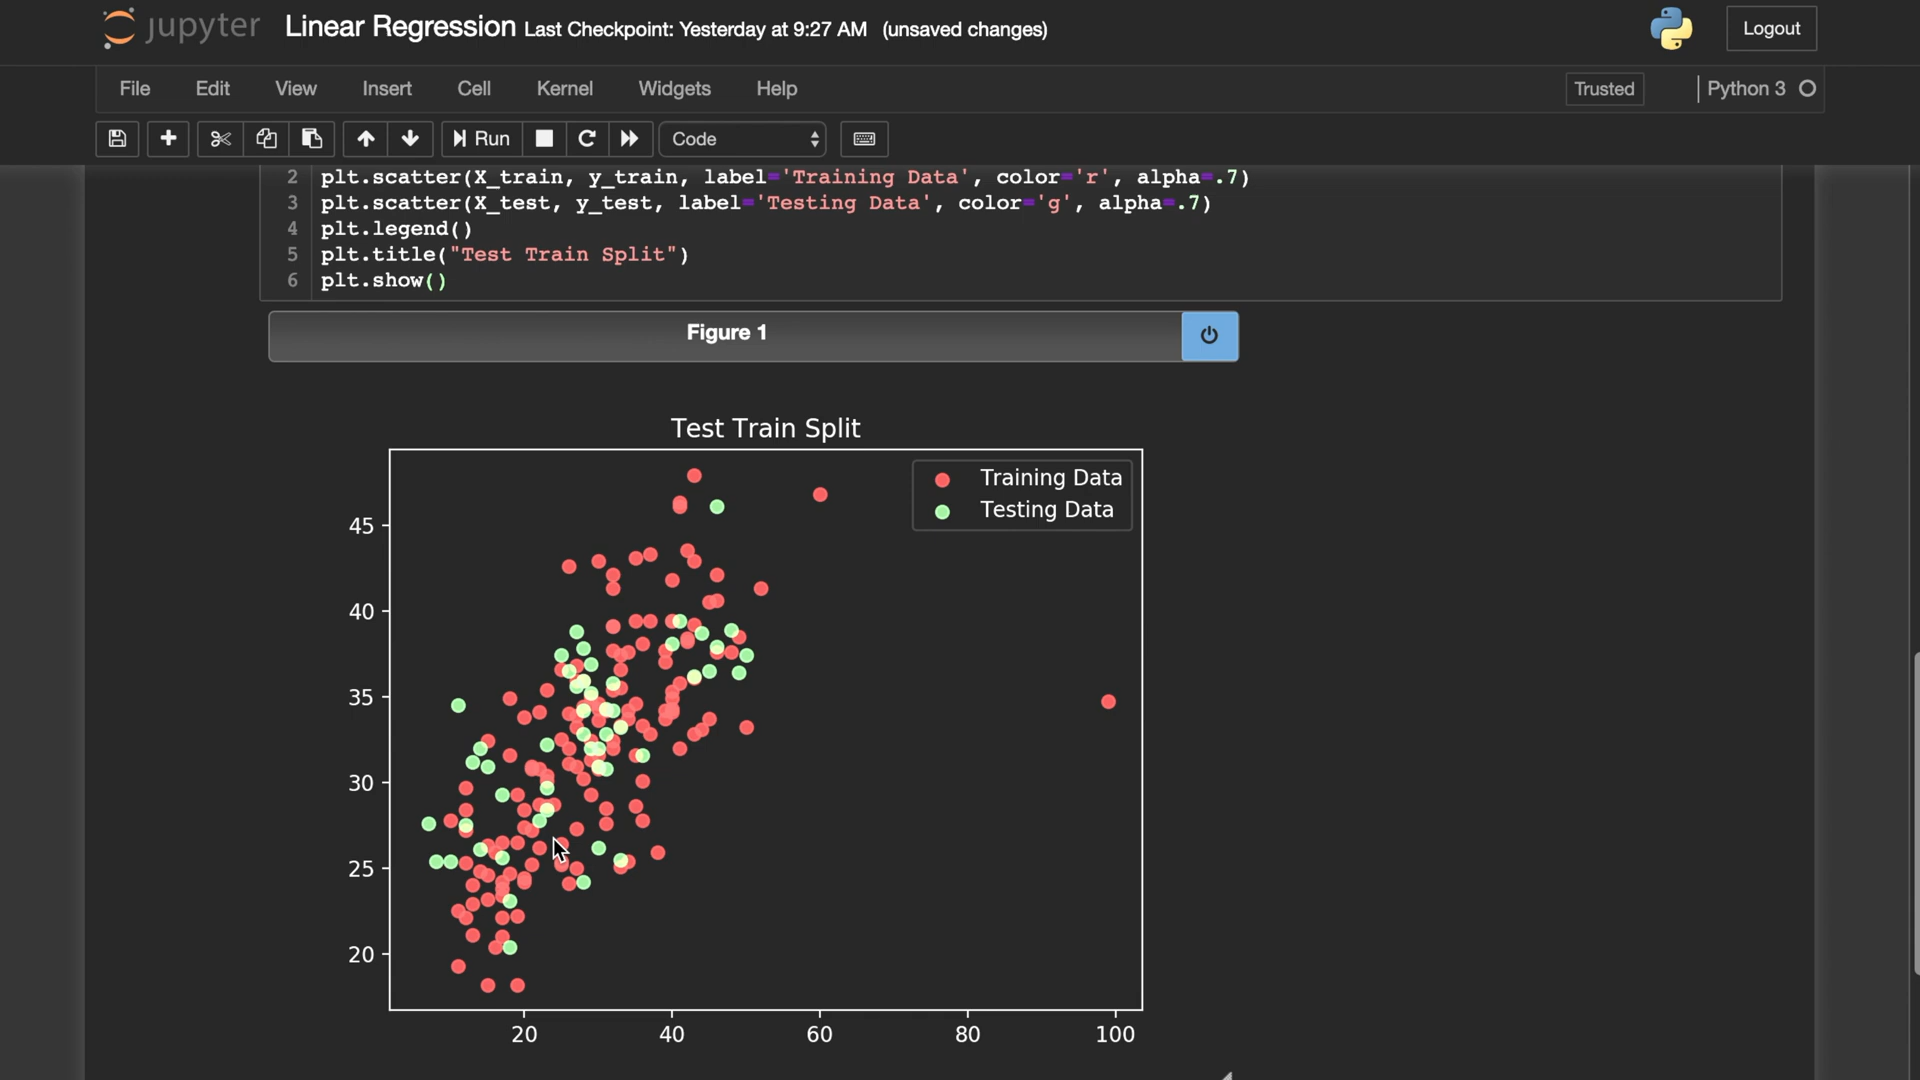 jupyter Linear Regression Last Checkpoint: Yesterday at 9:27 AM (unsaved changes) Logout
File Edit View Insert Cell Kernel Widgets Help Trusted Python 3
Run Code
2 plt.scatter(X_train, y_train, label='Training Data', color='r', alpha=.7)
3 plt.scatter(X_test, y_test, label='Testing Data', color='g', alpha=.7)
4 plt.legend()
5 plt.title("Test Train Split")
6 plt.show()
Figure 1
Test Train Split
Training Data
Testing Data
45
40
35
30
25
20
20 40 60 80 100